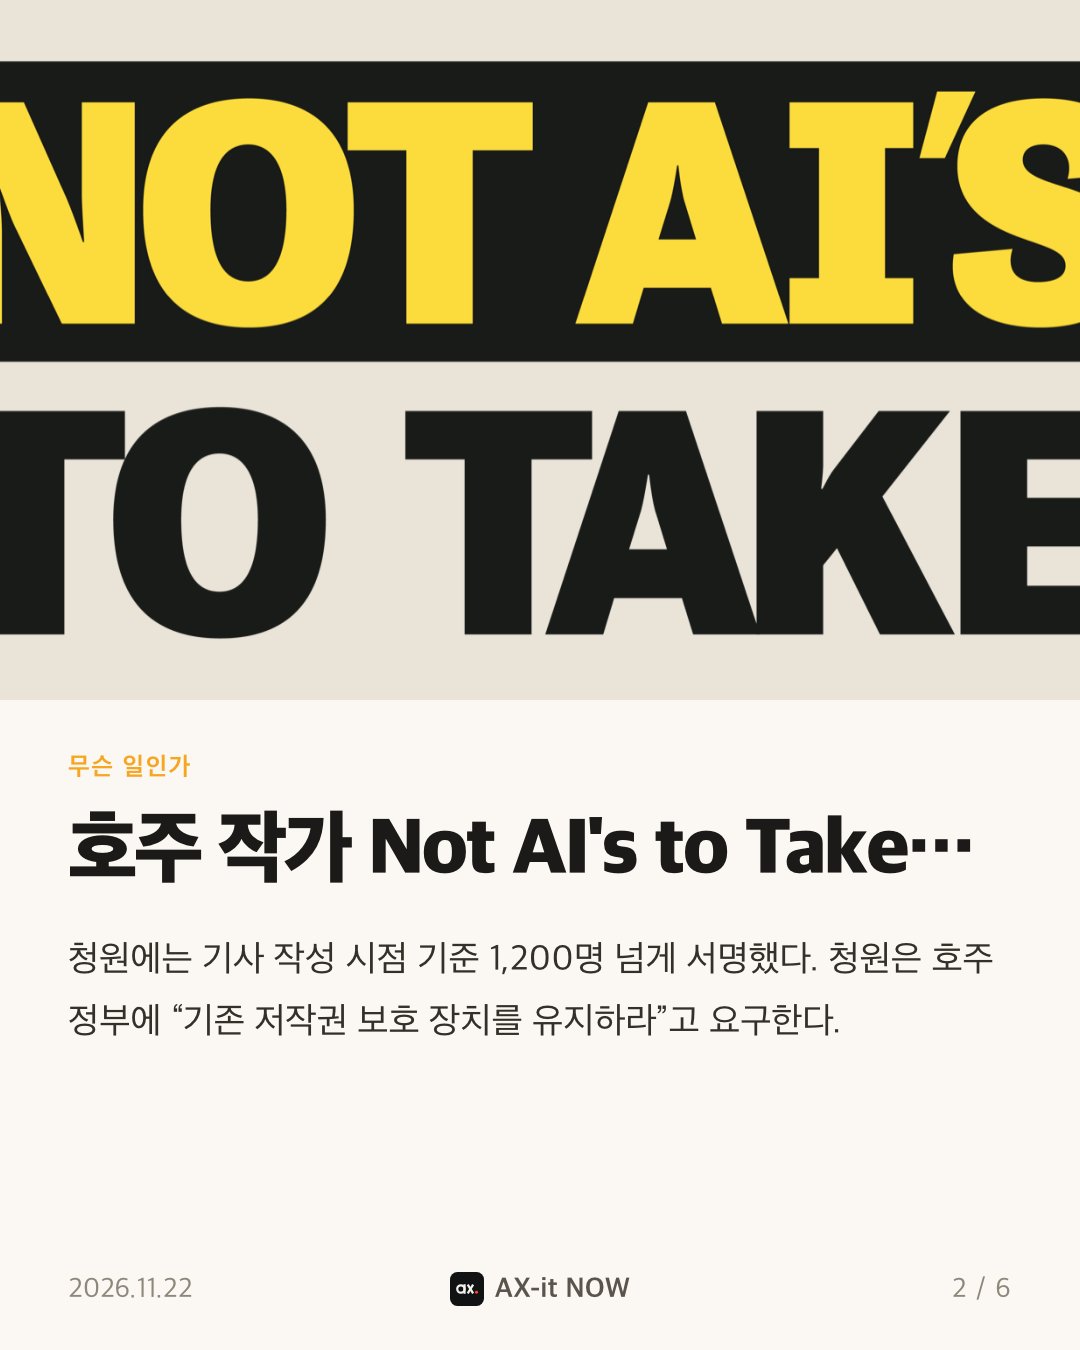 NOT AI’S
TO TAKE
무슨 일인가
호주 작가 Not AI's to Take⋯
청원에는 기사 작성 시점 기준 1,200명 넘게 서명했다. 청원은 호주
정부에 “기존 저작권 보호 장치를 유지하라”고 요구한다.
2026.11.22
ax.
AX-it NOW
2 / 6